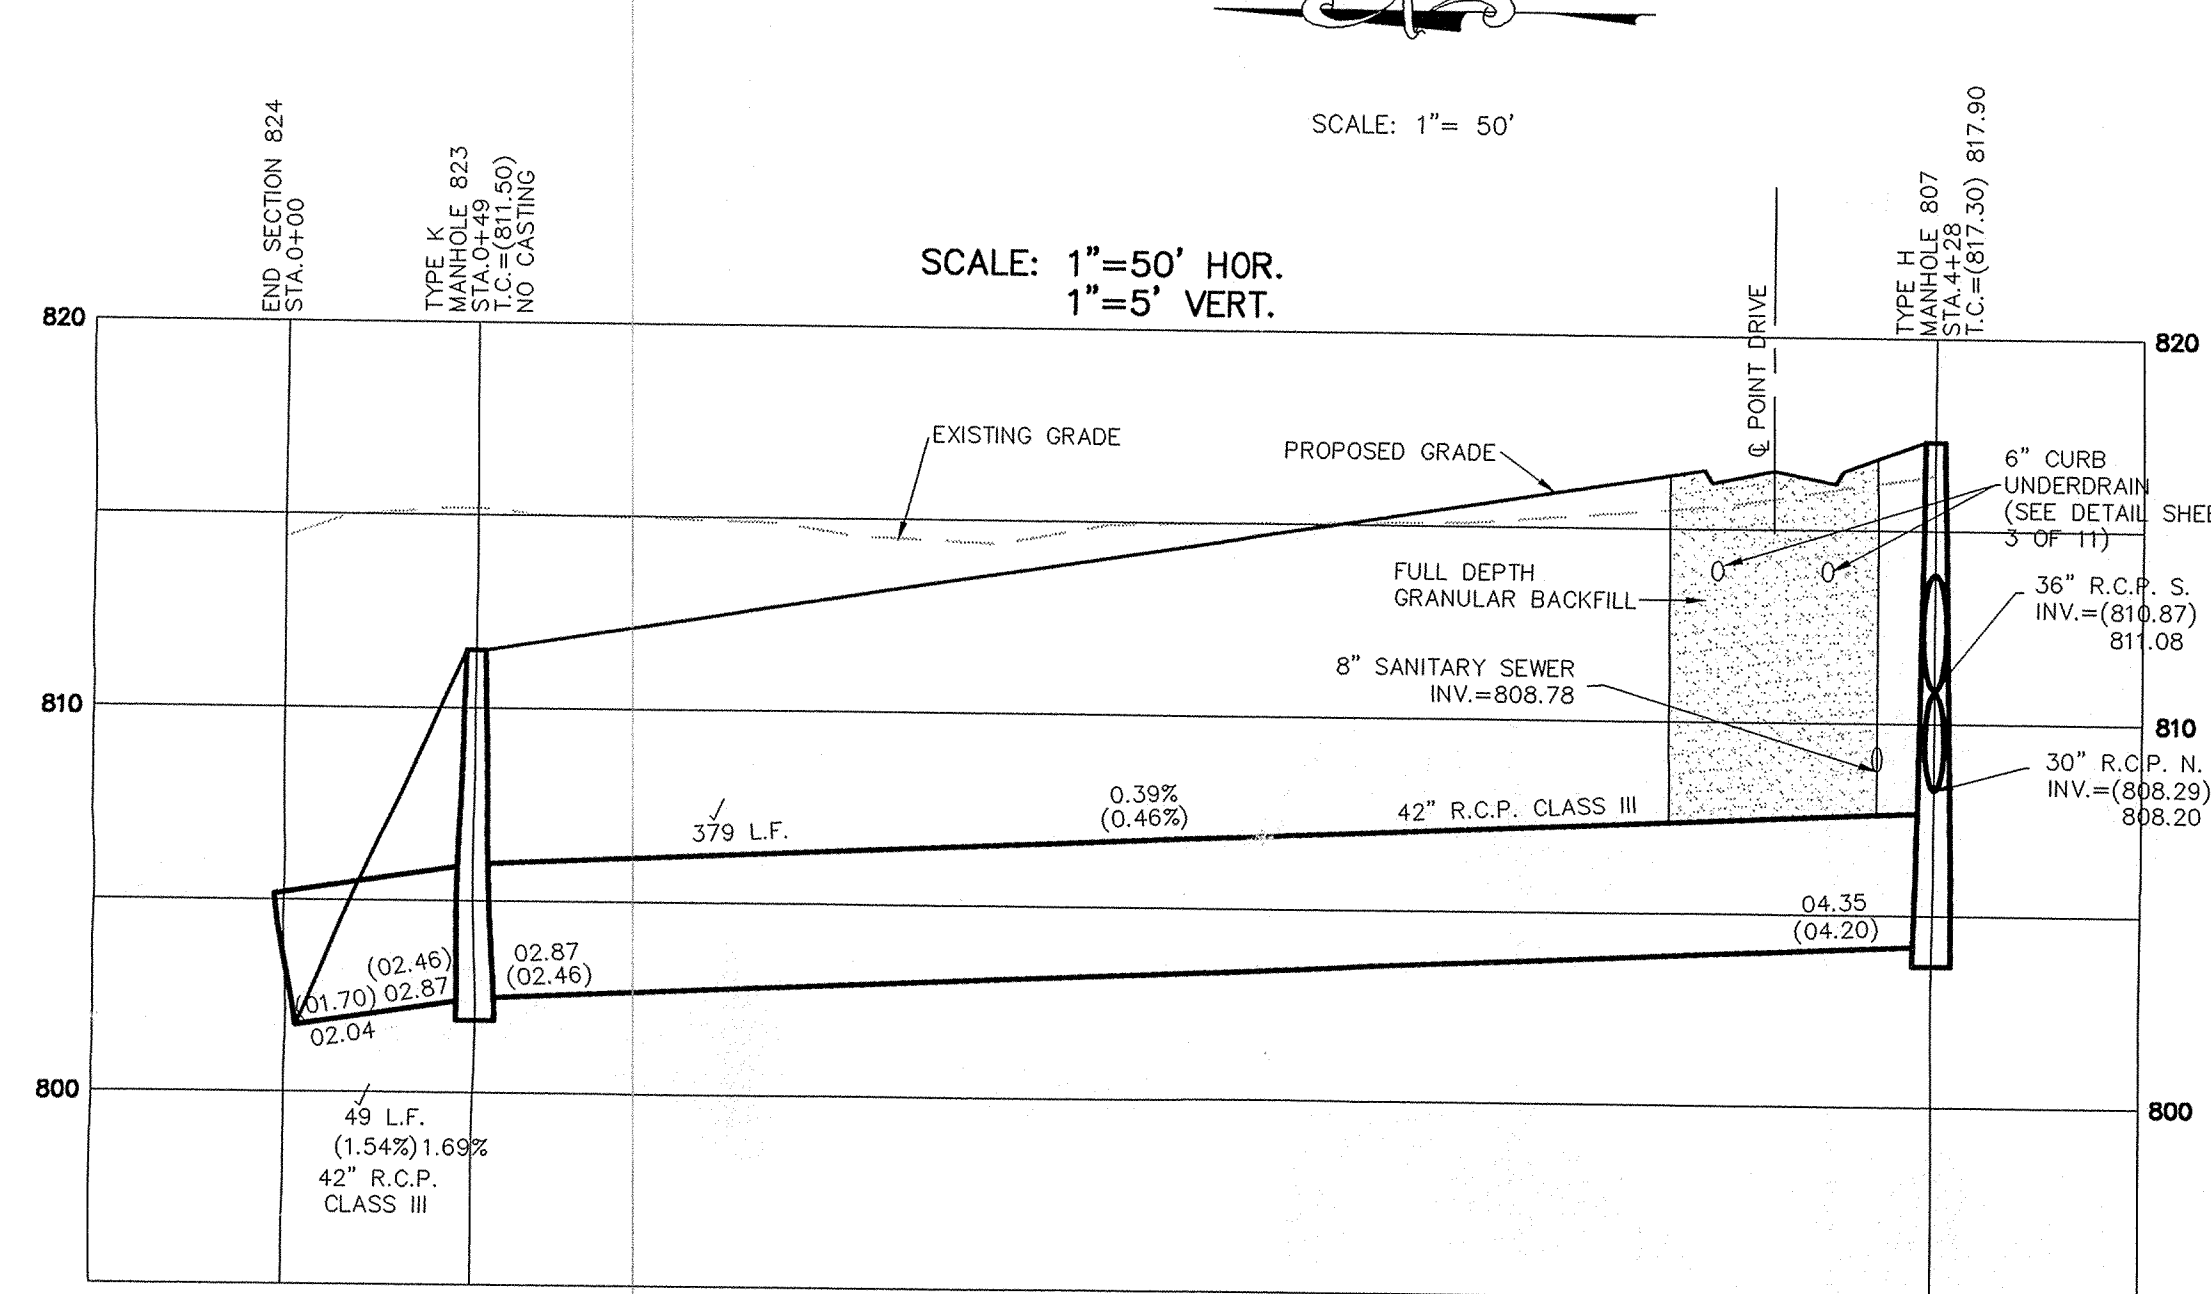 SCALE: 1"= 50'
END SECTION 824
STA.0+00
TYPE K
MANHOLE 823
STA.0+49
T.C.=(811.50)
NO CASTING
SCALE: 1"=50' HOR.
1"=5' VERT.
℄ POINT DRIVE
TYPE H
MANHOLE 807
STA.4+28
T.C.=(817.30) 817.90
820
820
EXISTING GRADE
PROPOSED GRADE
6" CURB
UNDERDRAIN
(SEE DETAIL
3 OF 11)
FULL DEPTH
GRANULAR BACKFILL
36" R.C.P. S.
INV.=(810.87)
811.08
8" SANITARY SEWER
INV.=808.78
810
810
30" R.C.P. N.
INV.=(808.29)
808.20
379 L.F.
0.39%
(0.46%)
42" R.C.P. CLASS III
04.35
(04.20)
(02.46)
(01.70) 02.87
02.04
02.87
(02.46)
800
800
49 L.F.
(1.54%) 1.69%
42" R.C.P.
CLASS III